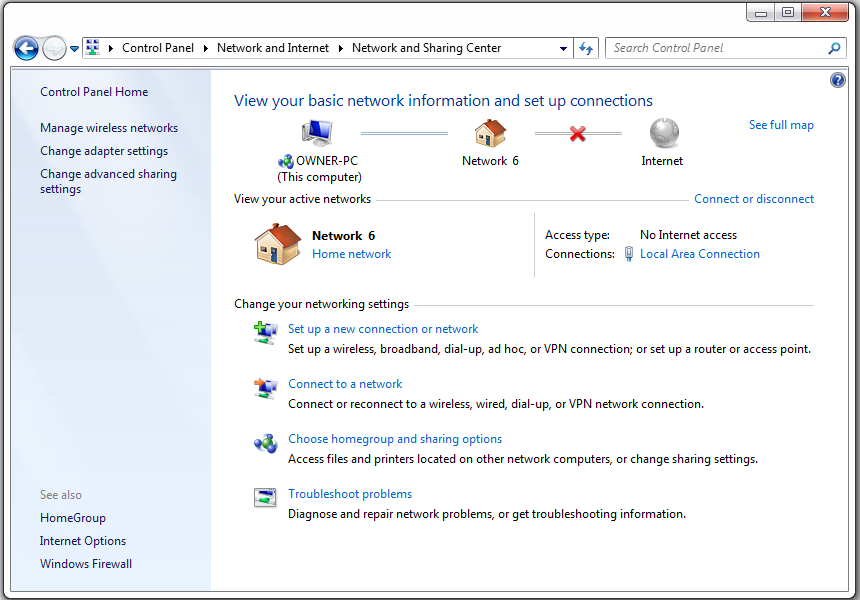 Control Panel
Network and Internet
Network and Sharing Center
Search Control Panel
Control Panel Home
Manage wireless networks
Change adapter settings
Change advanced sharing
settings
See also
HomeGroup
Internet Options
Windows Firewall
View your basic network information and set up connections
See full map
OWNER-PC
(This computer)
Network 6
Internet
View your active networks
Connect or disconnect
Network 6
Home network
Access type: No Internet access
Connections: Local Area Connection
Change your networking settings
Set up a new connection or network
Set up a wireless, broadband, dial-up, ad hoc, or VPN connection; or set up a router or access point.
Connect to a network
Connect or reconnect to a wireless, wired, dial-up, or VPN network connection.
Choose homegroup and sharing options
Access files and printers located on other network computers, or change sharing settings.
Troubleshoot problems
Diagnose and repair network problems, or get troubleshooting information.